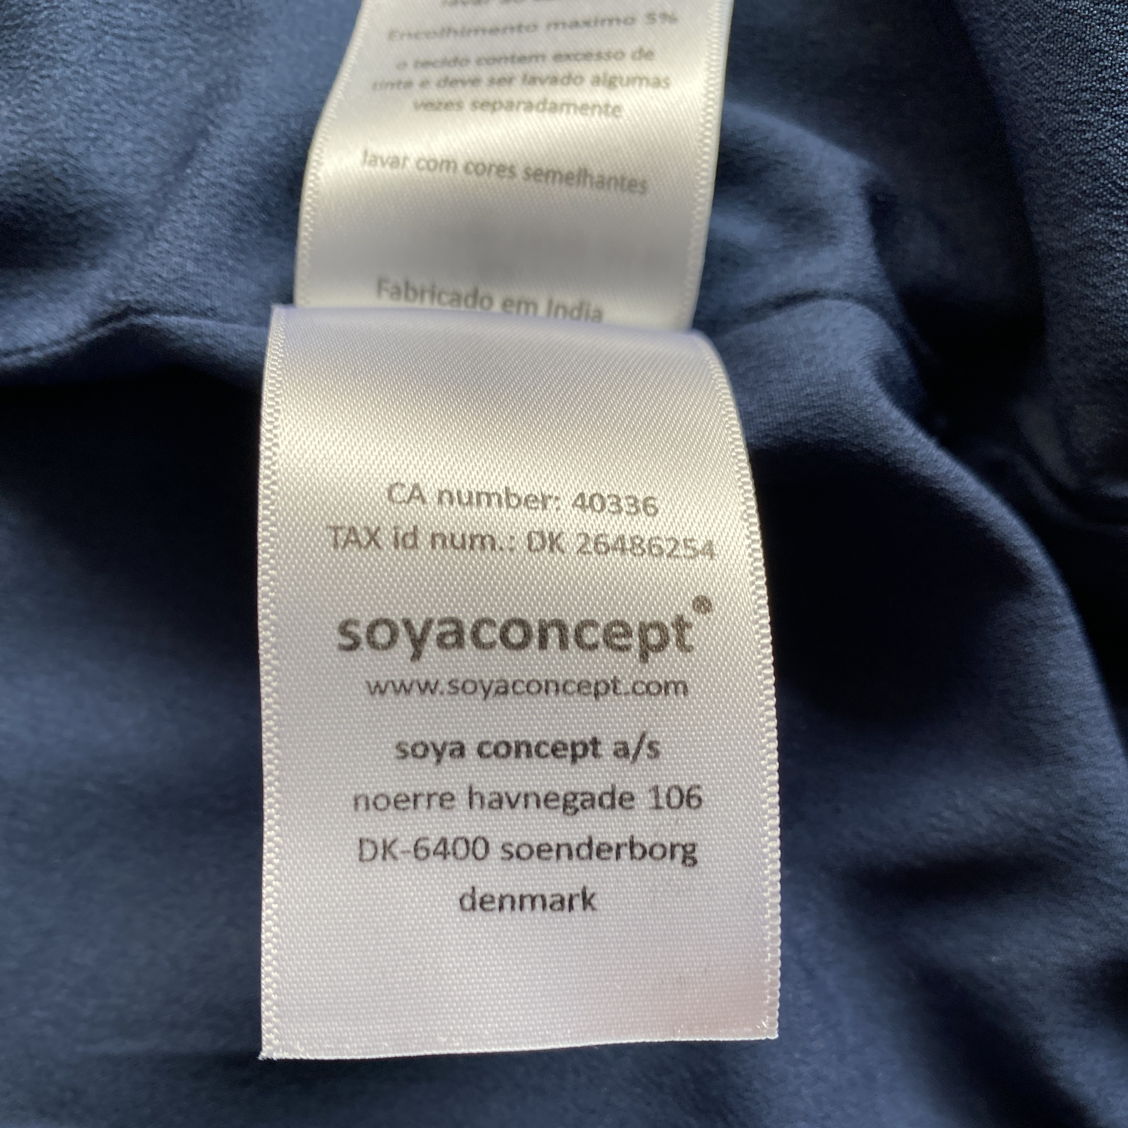 Encolhimento maximo 5%
o tecido contem excesso de
tinta e deve ser lavado algumas
vezes separadamente
lavar com cores semelhantes
Fabricado em India
CA number: 40336
TAX id num.: DK 26486254
soyaconcept®
www.soyaconcept.com
soya concept a/s
noerre havnegade 106
DK-6400 soenderborg
denmark